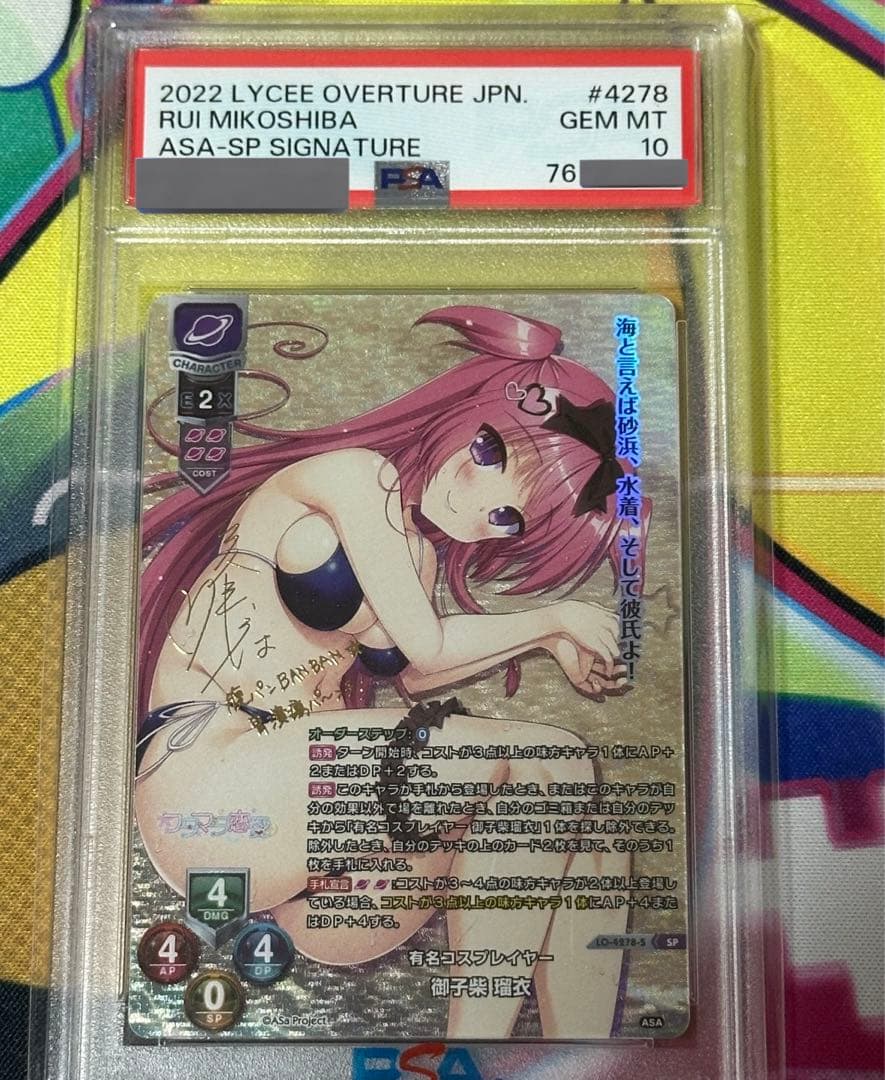 2022 LYCEE OVERTURE JPN. #4278
RUI MIKOSHIBA GEM MT
ASA-SP SIGNATURE 10
76
PSA
CHARACTER
E 2 X
COST
海と言えば砂浜、水着、そして彼氏よ!
腹パンBANBAN
オーダーステップ:0
誘発 ターン開始時、コストが3点以上の味方キャラ1体にAP+
2またはDP+2する。
誘発 このキャラが手札から登場したとき、またはこのキャラが自
分の効果以外で場を離れたとき、自分のゴミ箱または自分のデッ
キから「有名コスプレイヤー 御子柴瑠衣」1体を探し除外できる。
除外したとき、自分のデッキの上のカード2枚を見て、そのうち1
枚を手札に入れる。
手札宣言 :コストが3~4点の味方キャラが2体以上登場し
ている場合、コストが3点以上の味方キャラ1体にAP+4また
はDP+4する。
4
DMG
4
AP
4
DP
0
SP
LO-4278-S SP
有名コスプレイヤー
御子柴 瑠衣
©ASa Project
ASA
PSA